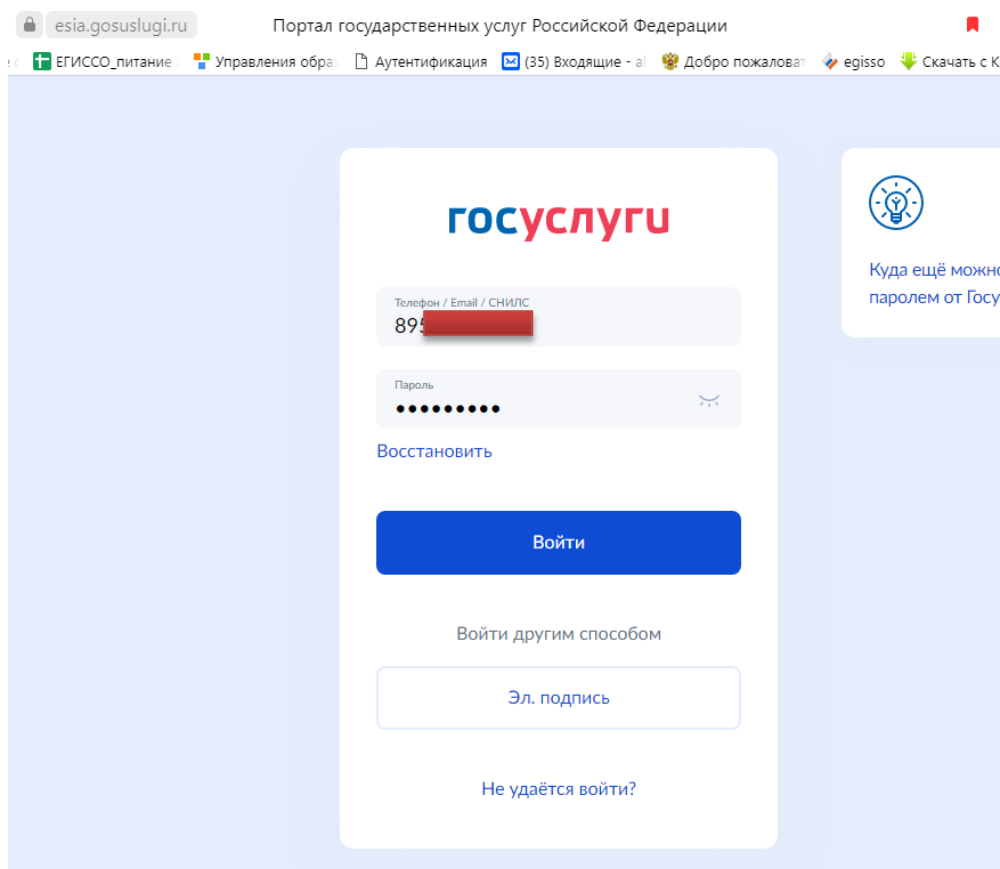 esia.gosuslugi.ru Портал государственных услуг Российской Федерации
ЕГИССО_питание Управления обра Аутентификация (35) Входящие - а Добро пожаловат egisso Скачать с К
госуслуги
Телефон / Email / СНИЛС
895
Пароль
Восстановить
Войти
Войти другим способом
Эл. подпись
Не удаётся войти?
Куда ещё можно
паролем от Госу